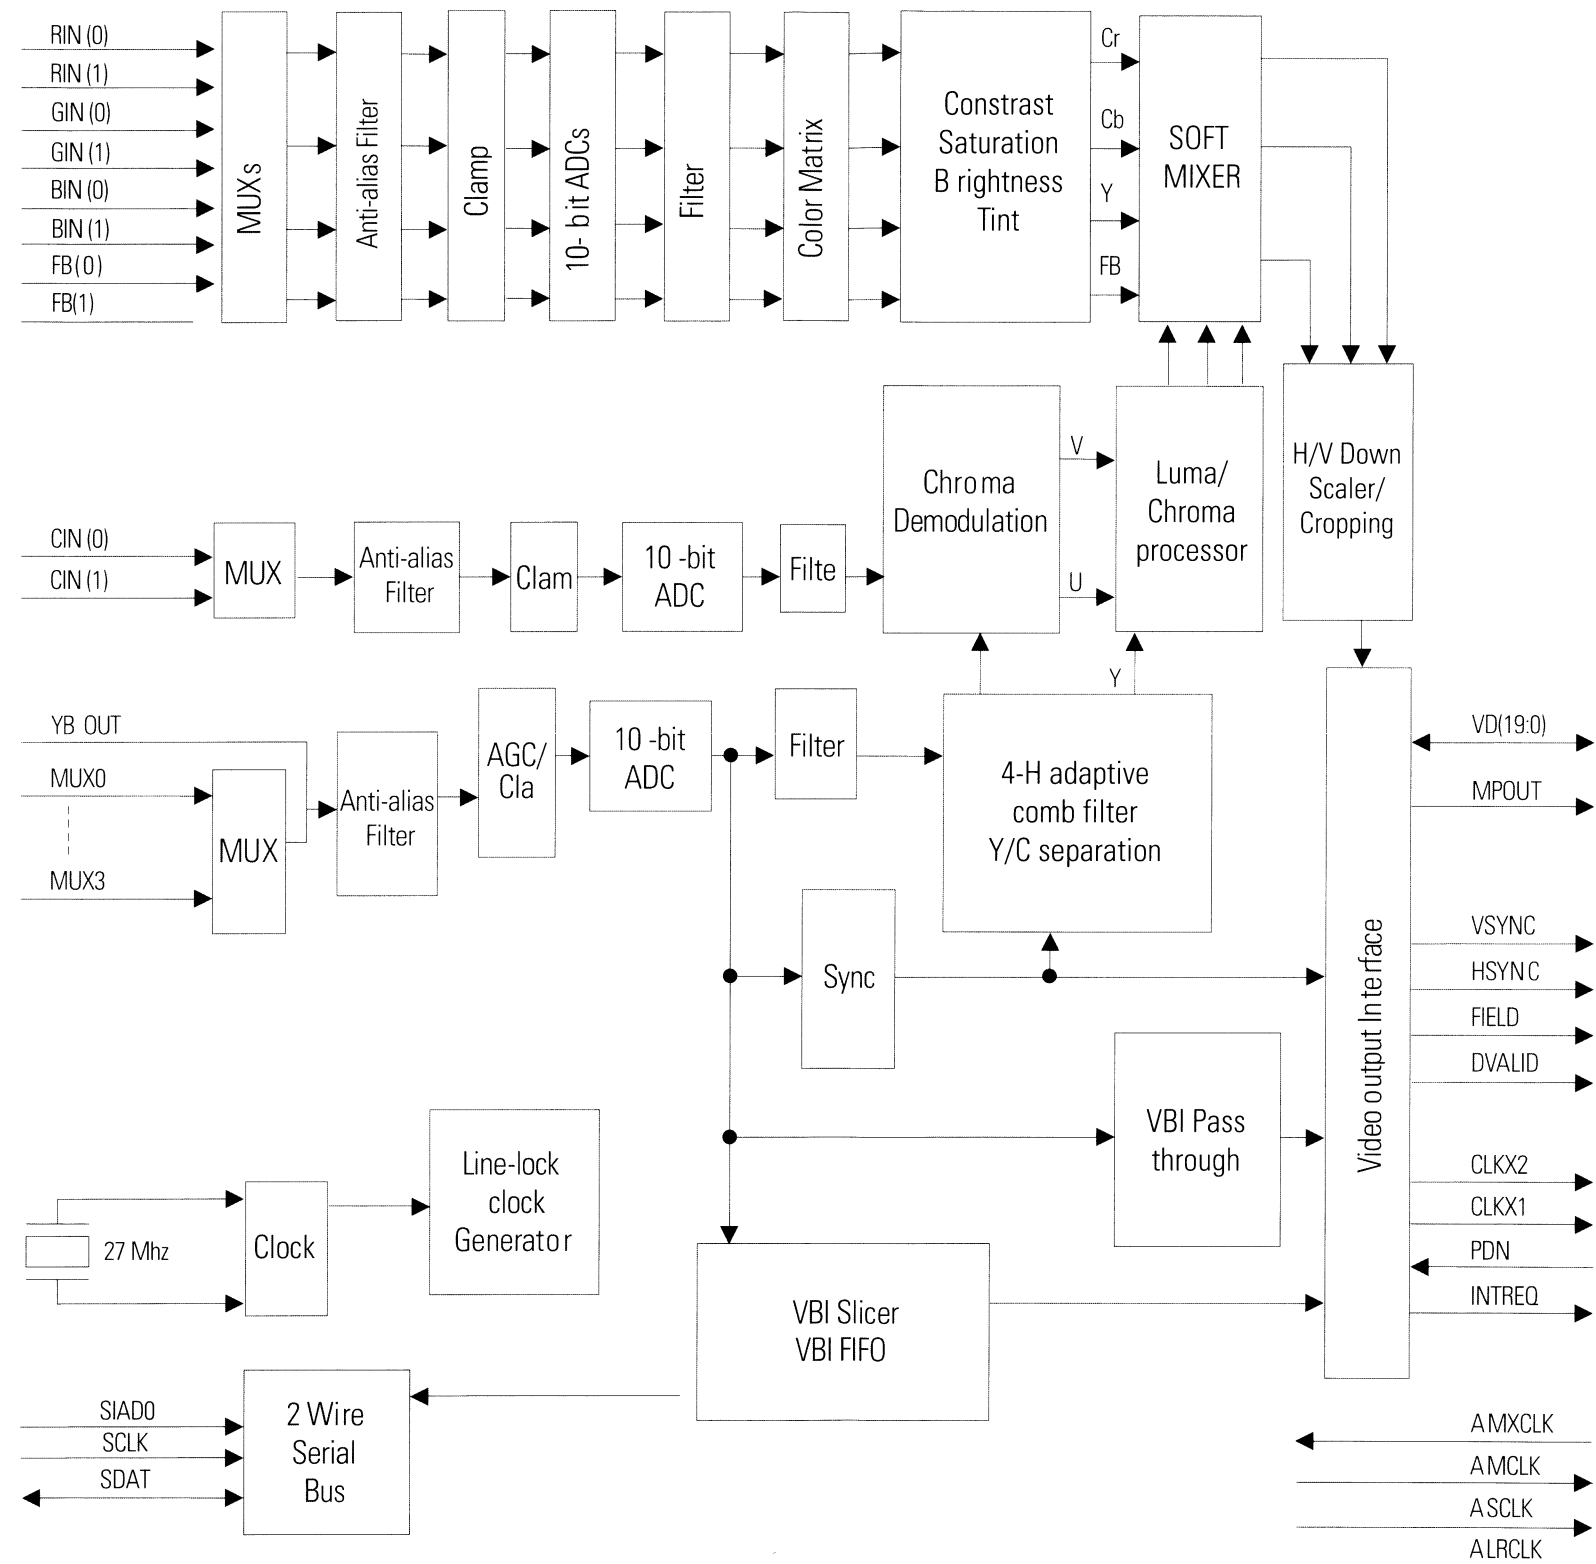 RIN (0)
RIN (1)
GIN (0)
GIN (1)
BIN (0)
BIN (1)
FB (0)
FB(1)
MUXs
Anti-alias Filter
Clamp
10- bit ADCs
Filter
Color Matrix
Constrast
Saturation
B rightness
Tint
Cr
Cb
Y
FB
SOFT
MIXER
CIN (0)
CIN (1)
MUX
Anti-alias
Filter
Clam
10 -bit
ADC
Filte
Chroma
Demodulation
V
U
Luma/
Chroma
processor
H/V Down
Scaler/
Cropping
Y
YB OUT
MUX0
MUX3
MUX
Anti-alias
Filter
AGC/
Cla
10 -bit
ADC
Filter
4-H adaptive
comb filter
Y/C separation
Sync
VBI Pass
through
Video output Interface
VD(19:0)
MPOUT
VSYNC
HSYNC
FIELD
DVALID
CLKX2
CLKX1
PDN
INTREQ
27 Mhz
Clock
Line-lock
clock
Generator
VBI Slicer
VBI FIFO
SIAD0
SCLK
SDAT
2 Wire
Serial
Bus
AMXCLK
AMCLK
ASCLK
ALRCLK